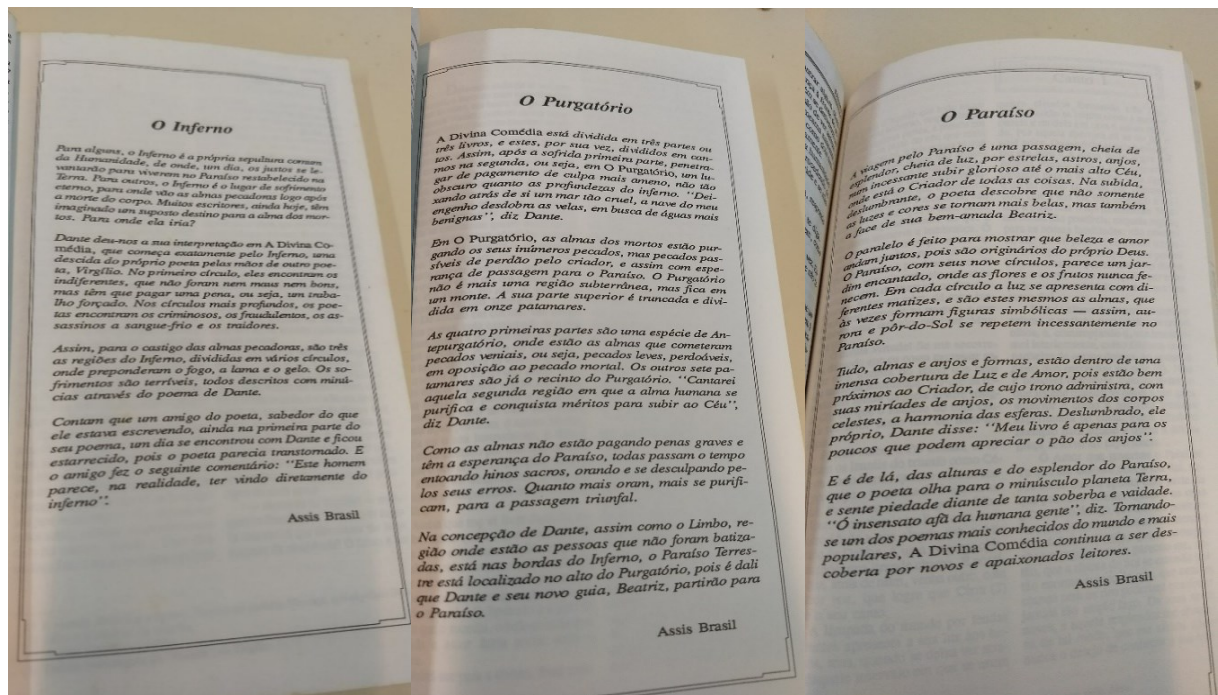 O Inferno
Para alguns, o Inferno é a própria sepultura comum
da Humanidade, de onde, um dia, os justos se le-
vantarão para viverem no Paraíso restabelecido na
Terra. Para outros, o Inferno é o lugar de sofrimento
eterno, para onde vão as almas pecadoras logo após
a morte do corpo. Muitos escritores, ainda hoje, têm
imaginado um suposto destino para a alma dos mor-
tos. Para onde ela iria?
Dante deu-nos a sua interpretação em A Divina Co-
média, que começa exatamente pelo Inferno, uma
descida do próprio poeta pelas mãos de outro poe-
ta, Virgílio. No primeiro círculo, eles encontram os
indiferentes, que não foram nem maus nem bons,
mas têm que pagar uma pena, ou seja, um traba-
lho forçado. Nos círculos mais profundos, os poe-
tas encontram os criminosos, os fraudulentos, os as-
sassinos a sangue-frio e os traidores.
Assim, para o castigo das almas pecadoras, são três
as regiões do Inferno, divididas em vários círculos,
onde preponderam o fogo, a lama e o gelo. Os so-
frimentos são terríveis, todos descritos com minú-
cias através do poema de Dante.
Contam que um amigo do poeta, sabedor do que
ele estava escrevendo, ainda na primeira parte do
seu poema, um dia se encontrou com Dante e ficou
estarrecido, pois o poeta parecia transtornado. E
o amigo fez o seguinte comentário: "Este homem
parece, na realidade, ter vindo diretamente do
inferno".
Assis Brasil
O Purgatório
A Divina Comédia está dividida em três partes ou
três livros, e estes, por sua vez, divididos em can-
tos. Assim, após a sofrida primeira parte, penetra-
mos na segunda, ou seja, em O Purgatório, um lu-
gar de pagamento de culpa mais ameno, não tão
obscuro quanto as profundezas do inferno. "Dei-
xando atrás de si um mar tão cruel, a nave do meu
engenho desdobra as velas, em busca de águas mais
benignas", diz Dante.
Em O Purgatório, as almas dos mortos estão pur-
gando os seus inúmeros pecados, mas pecados pas-
síveis de perdão pelo criador, e assim com espe-
rança de passagem para o Paraíso. O Purgatório
não é mais uma região subterrânea, mas fica em
um monte. A sua parte superior é truncada e divi-
dida em onze patamares.
As quatro primeiras partes são uma espécie de An-
tepurgatório, onde estão as almas que cometeram
pecados veniais, ou seja, pecados leves, perdoáveis,
em oposição ao pecado mortal. Os outros sete pa-
tamares são já o recinto do Purgatório. "Cantarei
aquela segunda região em que a alma humana se
purifica e conquista méritos para subir ao Céu",
diz Dante.
Como as almas não estão pagando penas graves e
têm a esperança do Paraíso, todas passam o tempo
entoando hinos sacros, orando e se desculpando pe-
los seus erros. Quanto mais oram, mais se purifi-
cam, para a passagem triunfal.
Na concepção de Dante, assim como o Limbo, re-
gião onde estão as pessoas que não foram batiza-
das, está nas bordas do Inferno, o Paraíso Terres-
tre está localizado no alto do Purgatório, pois é dali
que Dante e seu novo guia, Beatriz, partirão para
o Paraíso.
Assis Brasil
O Paraíso
A viagem pelo Paraíso é uma passagem, cheia de
esplendor, cheia de luz, por estrelas, astros, anjos,
um incessante subir glorioso até o mais alto Céu,
onde está o Criador de todas as coisas. Na subida,
deslumbrante, o poeta descobre que não somente
as luzes e cores se tornam mais belas, mas também
a face de sua bem-amada Beatriz.
O paralelo é feito para mostrar que beleza e amor
andam juntos, pois são originários do próprio Deus.
O Paraíso, com seus nove círculos, parece um jar-
dim encantado, onde as flores e os frutos nunca fe-
necem. Em cada círculo a luz se apresenta com di-
ferentes matizes, e são estes mesmos as almas, que
às vezes formam figuras simbólicas — assim, au-
rora e pôr-do-Sol se repetem incessantemente no
Paraíso.
Tudo, almas e anjos e formas, estão dentro de uma
imensa cobertura de Luz e de Amor, pois estão bem
próximos ao Criador, de cujo trono administra, com
suas miríades de anjos, os movimentos dos corpos
celestes, a harmonia das esferas. Deslumbrado, ele
próprio, Dante disse: "Meu livro é apenas para os
poucos que podem apreciar o pão dos anjos".
E é de lá, das alturas e do esplendor do Paraíso,
que o poeta olha para o minúsculo planeta Terra,
e sente piedade diante de tanta soberba e vaidade.
"Ó insensato afã da humana gente", diz. Tornando-
se um dos poemas mais conhecidos do mundo e mais
populares, A Divina Comédia continua a ser des-
coberta por novos e apaixonados leitores.
Assis Brasil